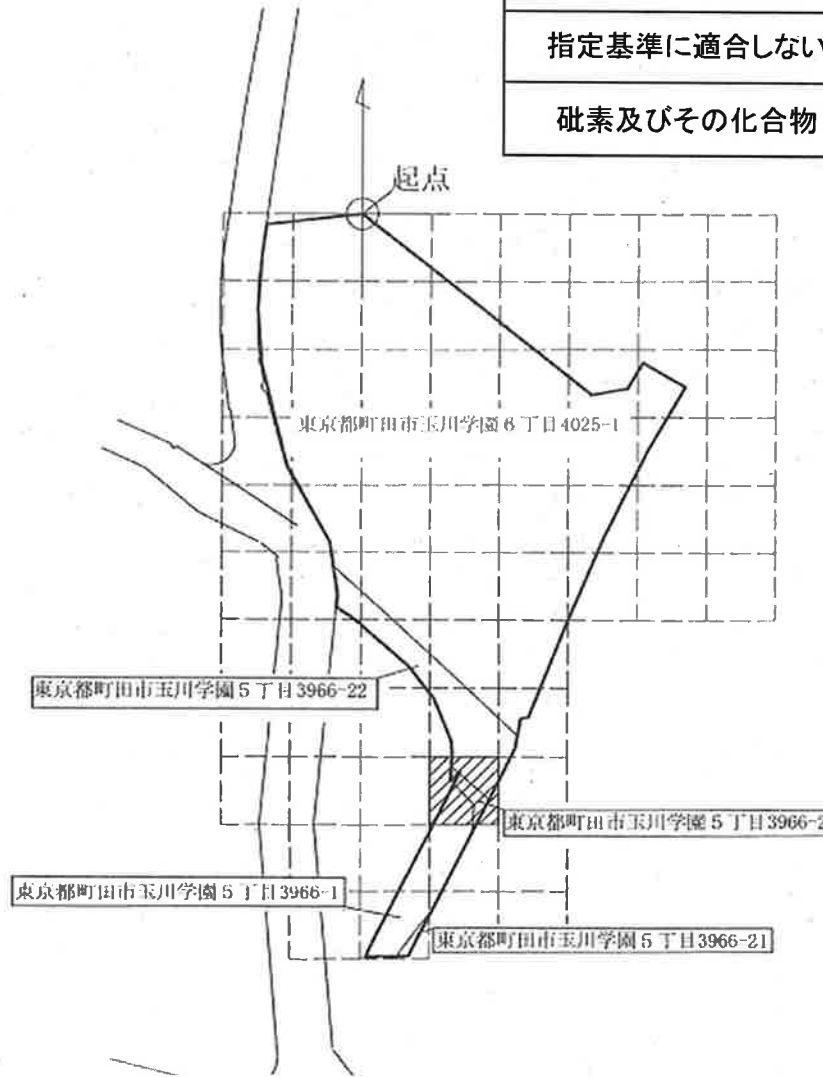 指定基準に適合しない
砒素及びその化合物
起点
東京都町田市玉川学園6丁目4025-1
東京都町田市玉川学園5丁目3966-22
東京都町田市玉川学園5丁目3966-2
東京都町田市玉川学園5丁目3966-1
東京都町田市玉川学園5丁目3966-21